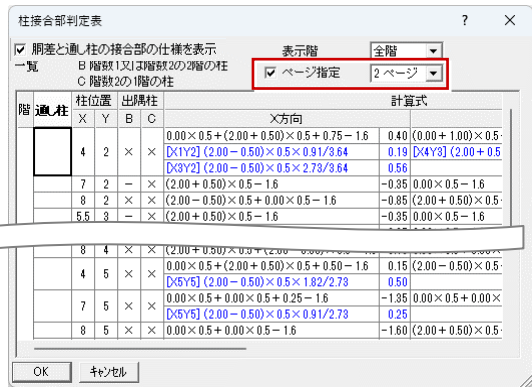 柱接合部判定表 ? ×
胴差と通し柱の接合部の仕様を表示 表示階 全階
一覧 B 階数1又は階数2の2階の柱 ページ指定 2 ページ
C 階数2の1階の柱
階 通し柱 柱位置 出隅柱 計算式
X Y B C X方向
0.00×0.5+(2.00+0.50)×0.5+0.75－1.6 0.40 (0.00+1.00)×0.5-
4 2 × × [X1Y2] (2.00－0.50)×0.5×0.91/3.64 0.19 [X4Y3] (2.00+0.5
[X3Y2] (2.00－0.50)×0.5×2.73/3.64 0.56
7 2 － × (2.00+0.50)×0.5－1.6 －0.35 0.00×0.5－1.6
8 2 × × (2.00－0.50)×0.5+0.00×0.5－1.6 －0.85 (2.00+0.50)×0.5-
5.5 3 － × (2.00+0.50)×0.5－1.6 －0.35 0.00×0.5－1.6
8 4 × ×
0.00×0.5+(2.00+0.50)×0.5+0.50－1.6 0.15 (2.00－0.50)×0.5-
4 5 × × [X5Y5] (2.00－0.50)×0.5×1.82/2.73 0.50
7 5 × × 0.00×0.5+0.00×0.5+0.25－1.6 －1.35 0.00×0.5+0.00×
[X5Y5] (2.00－0.50)×0.5×0.91/2.73 0.25
8 5 × × 0.00×0.5+0.00×0.5－1.6 －1.60 (2.00+0.50)×0.5-
OK キャンセル